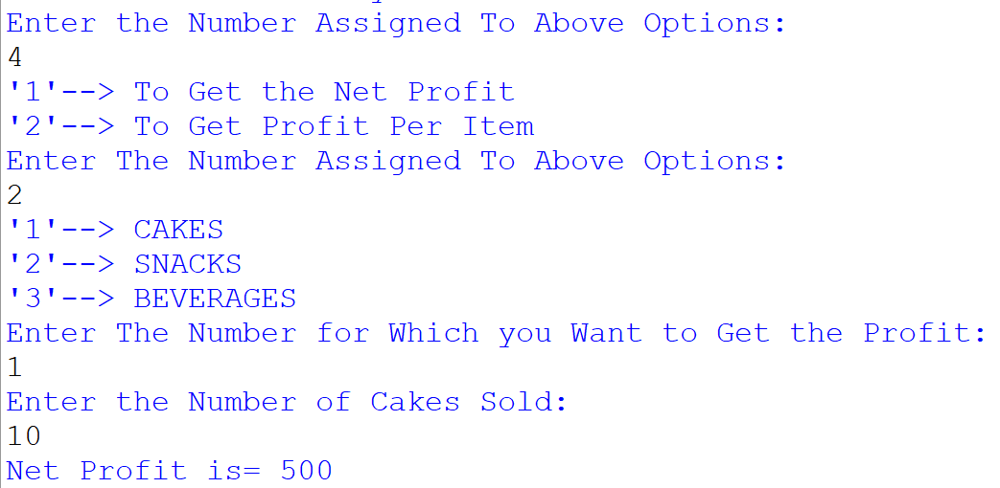 Enter the Number Assigned To Above Options:
4
'1'--> To Get the Net Profit
'2'--> To Get Profit Per Item
Enter The Number Assigned To Above Options:
2
'1'--> CAKES
'2'--> SNACKS
'3'--> BEVERAGES
Enter The Number for Which you Want to Get the Profit:
1
Enter the Number of Cakes Sold:
10
Net Profit is= 500